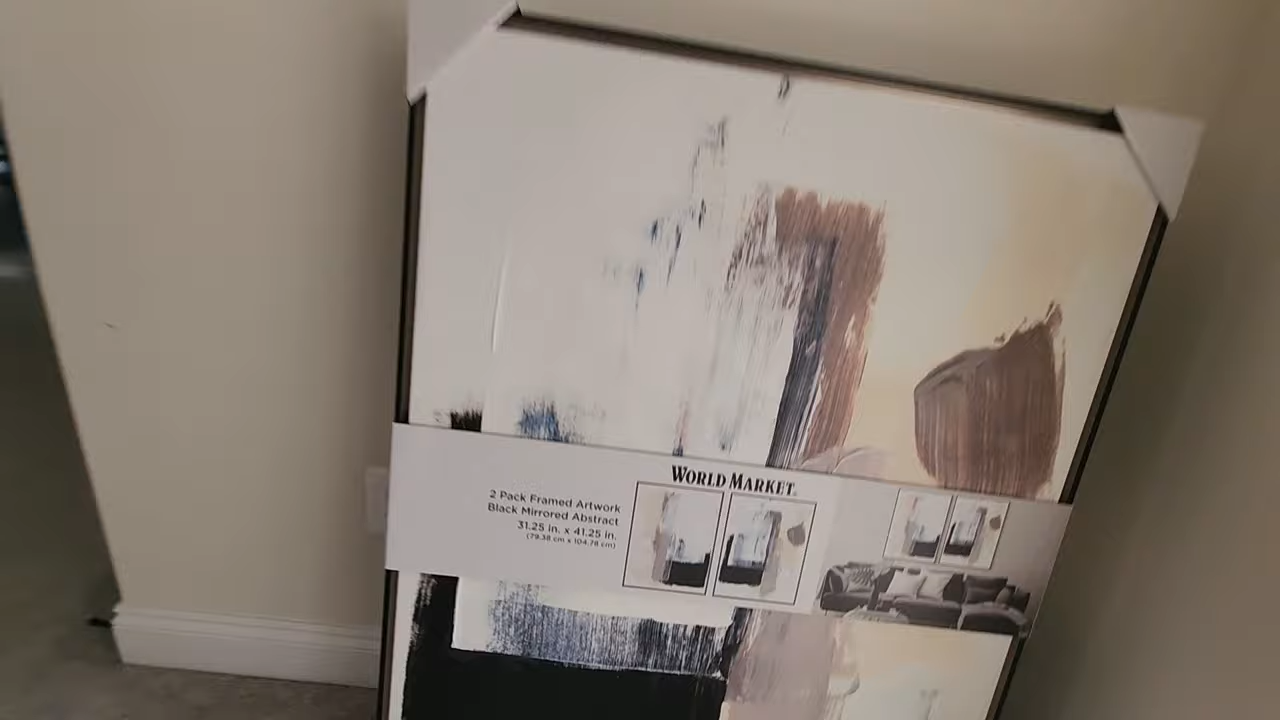 WORLD MARKET.
2 Pack Framed Artwork
Black Mirrored Abstract
31.25 in. x 41.25 in.
(79.38 cm x 104.78 cm)